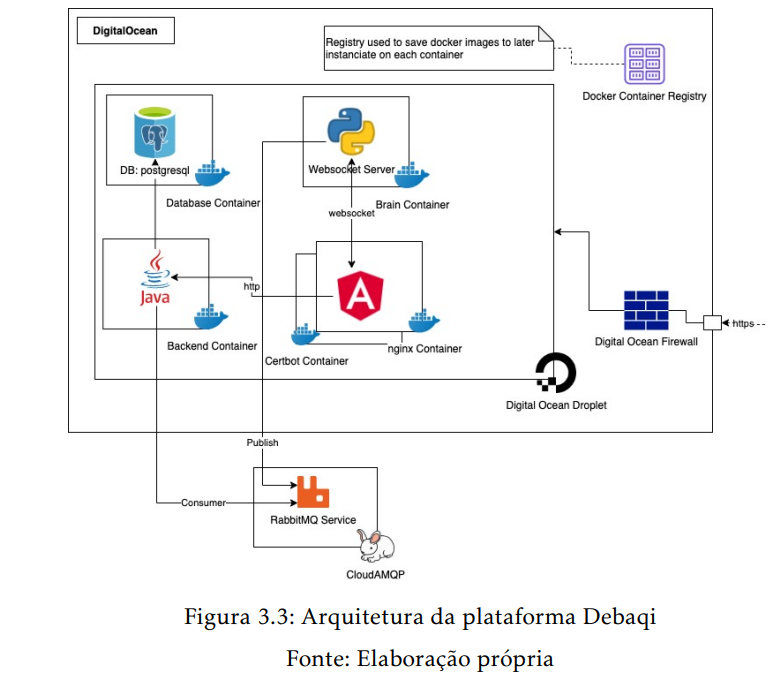 DigitalOcean
Registry used to save docker images to later
instanciate on each container
Docker Container Registry
DB: postgresql
Database Container
Websocket Server
Brain Container
websocket
http
Java
Backend Container
Certbot Container
nginx Container
https
Digital Ocean Firewall
Digital Ocean Droplet
Publish
Consumer
RabbitMQ Service
CloudAMQP
Figura 3.3: Arquitetura da plataforma Debaqi
Fonte: Elaboração própria